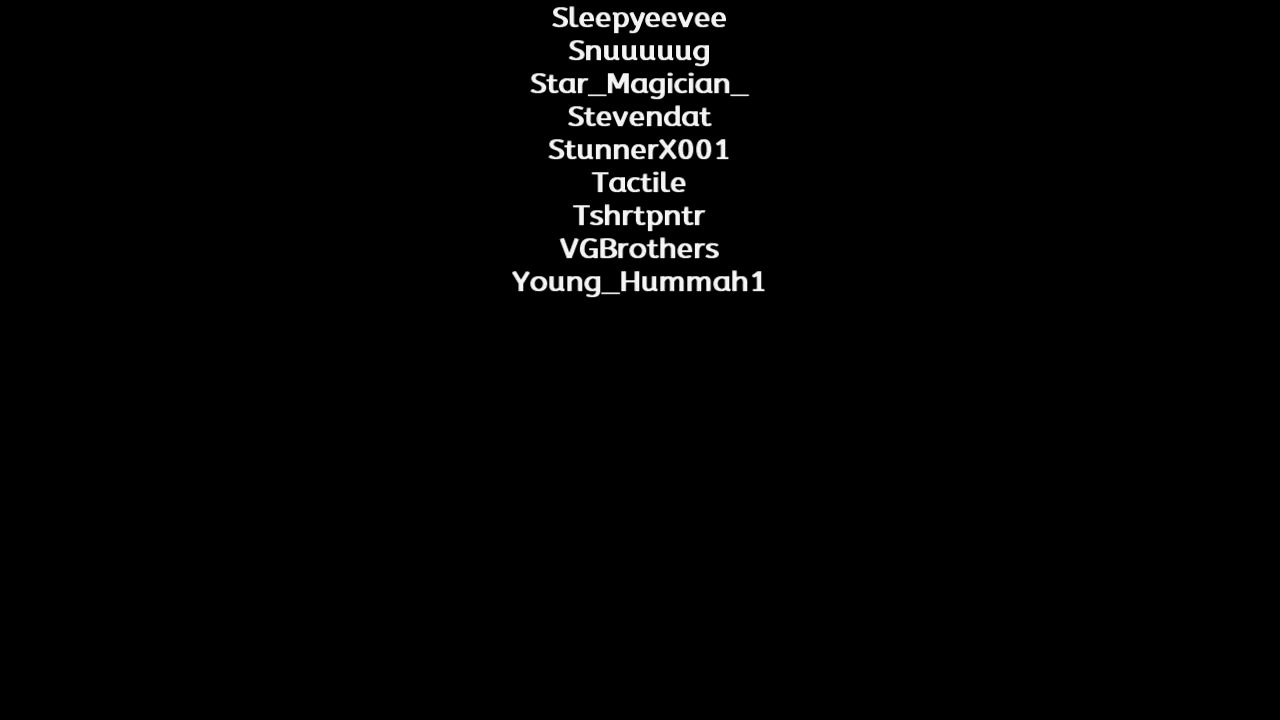 Sleepyeevee
Snuuuuug
Star_Magician_
Stevendat
StunnerX001
Tactile
Tshrtpntr
VGBrothers
Young_Hummah1